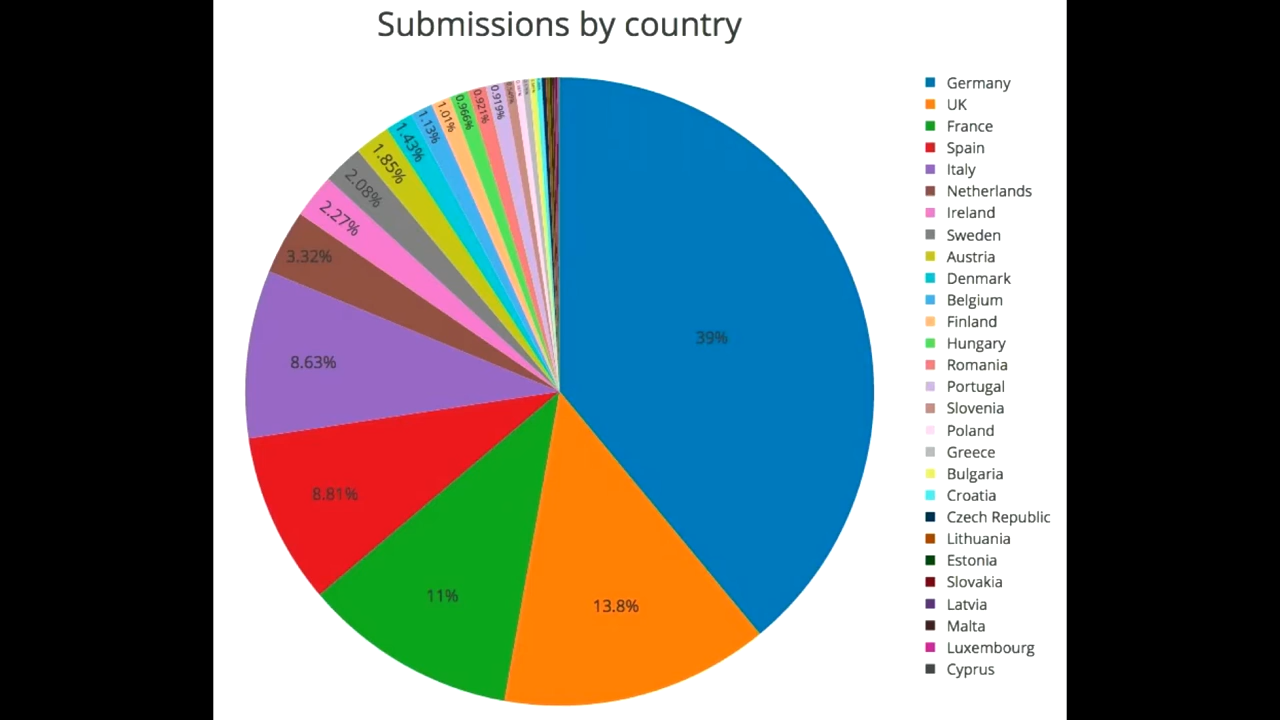 Submissions by country
39%
13.8%
11%
8.81%
8.63%
3.32%
2.27%
2.08%
1.85%
1.43%
1.13%
1.01%
0.966%
0.921%
0.919%
Germany
UK
France
Spain
Italy
Netherlands
Ireland
Sweden
Austria
Denmark
Belgium
Finland
Hungary
Romania
Portugal
Slovenia
Poland
Greece
Bulgaria
Croatia
Czech Republic
Lithuania
Estonia
Slovakia
Latvia
Malta
Luxembourg
Cyprus